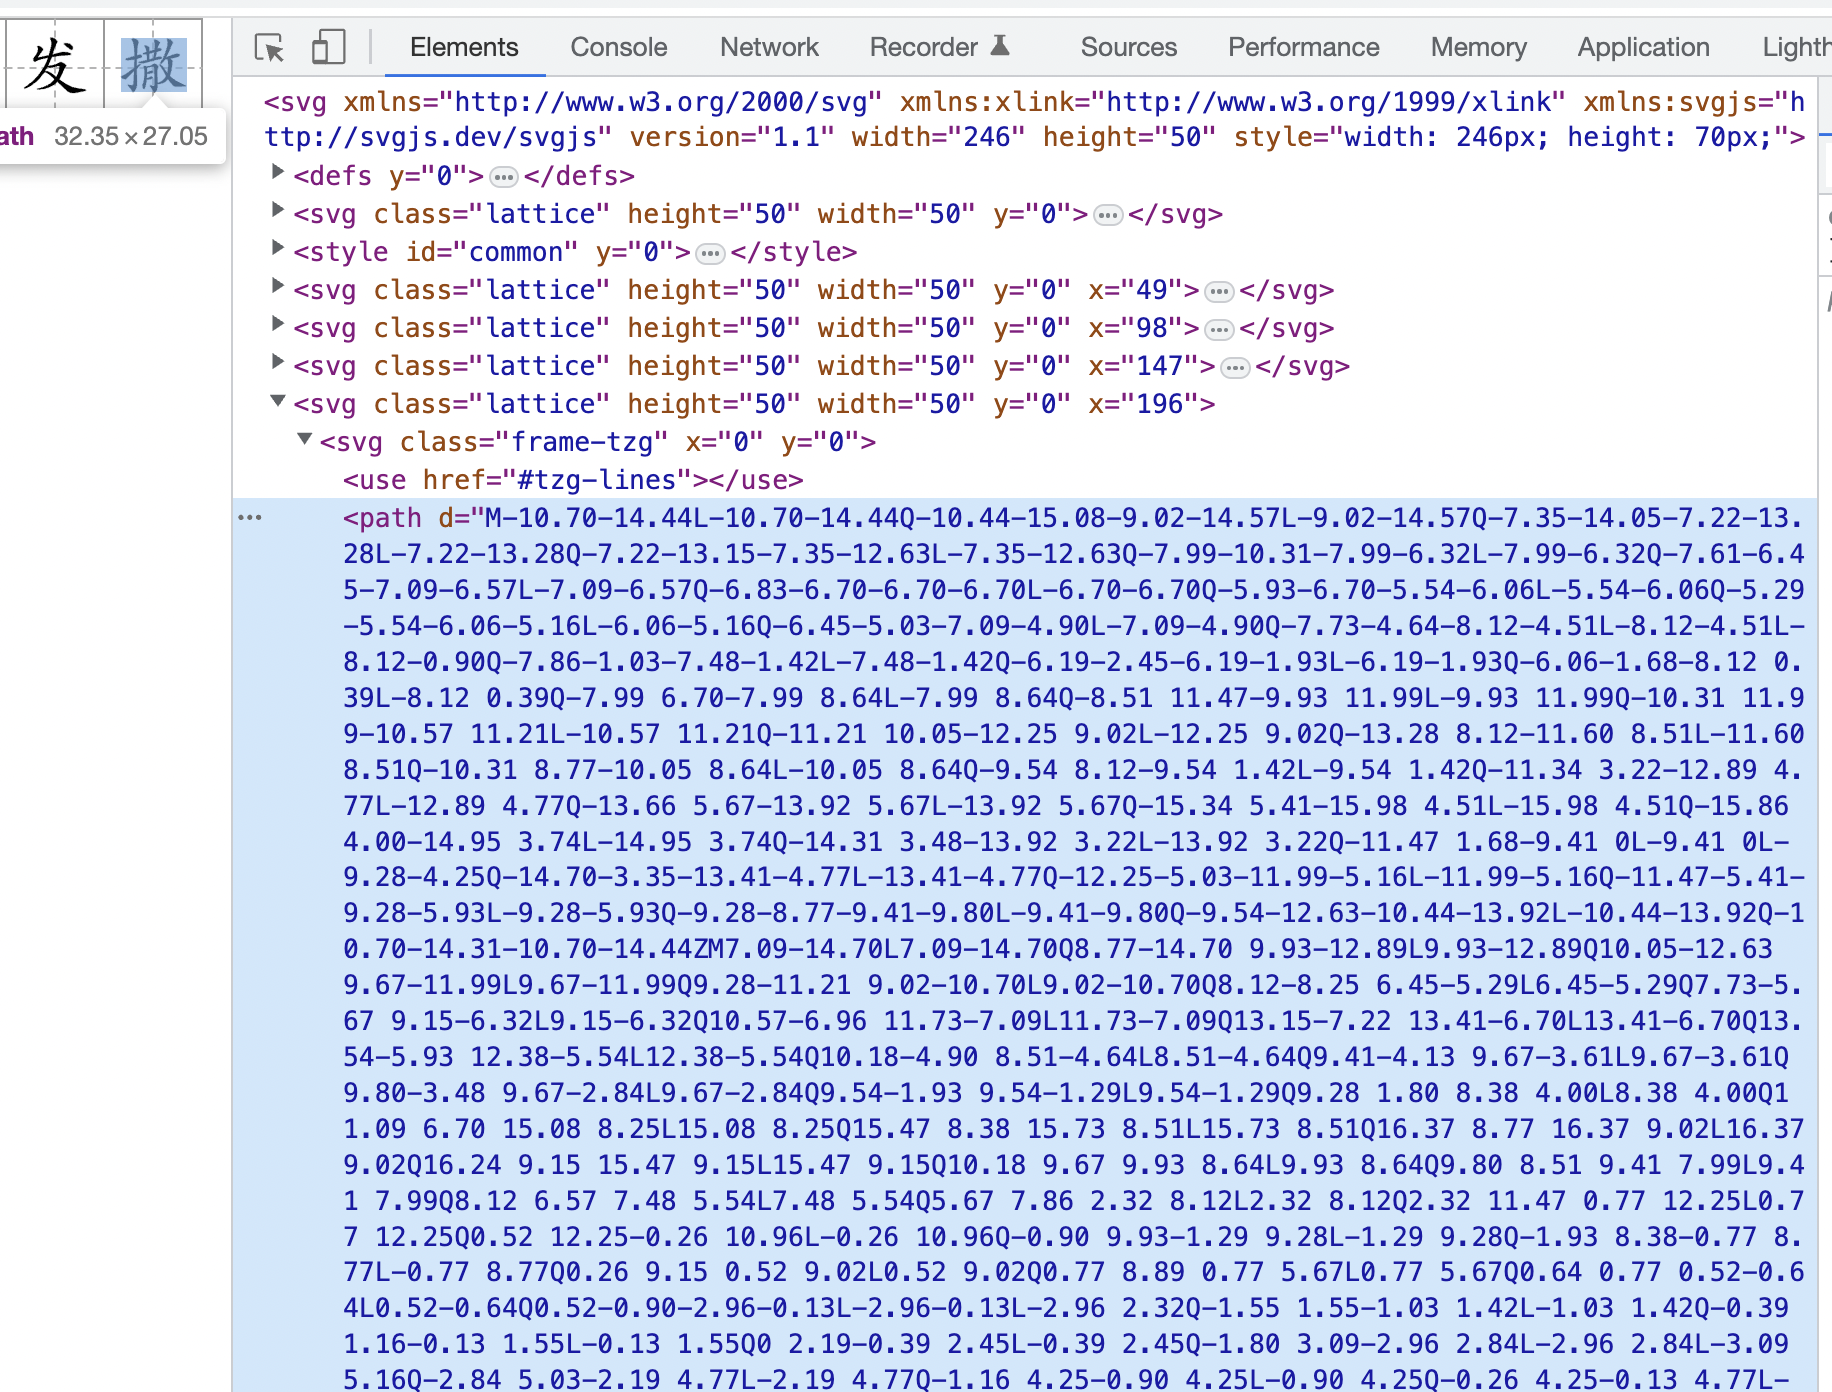 发 撒
ath 32.35×27.05
Elements Console Network Recorder Sources Performance Memory Application Lighth
<svg xmlns="http://www.w3.org/2000/svg" xmlns:xlink="http://www.w3.org/1999/xlink" xmlns:svgjs="h
ttp://svgjs.dev/svgjs" version="1.1" width="246" height="50" style="width: 246px; height: 70px;">
<defs y="0">…</defs>
<svg class="lattice" height="50" width="50" y="0">…</svg>
<style id="common" y="0">…</style>
<svg class="lattice" height="50" width="50" y="0" x="49">…</svg>
<svg class="lattice" height="50" width="50" y="0" x="98">…</svg>
<svg class="lattice" height="50" width="50" y="0" x="147">…</svg>
<svg class="lattice" height="50" width="50" y="0" x="196">
<svg class="frame-tzg" x="0" y="0">
<use href="#tzg-lines"></use>
<path d="M-10.70-14.44L-10.70-14.44Q-10.44-15.08-9.02-14.57L-9.02-14.57Q-7.35-14.05-7.22-13.
28L-7.22-13.28Q-7.22-13.15-7.35-12.63L-7.35-12.63Q-7.99-10.31-7.99-6.32L-7.99-6.32Q-7.61-6.4
5-7.09-6.57L-7.09-6.57Q-6.83-6.70-6.70-6.70L-6.70-6.70Q-5.93-6.70-5.54-6.06L-5.54-6.06Q-5.29
-5.54-6.06-5.16L-6.06-5.16Q-6.45-5.03-7.09-4.90L-7.09-4.90Q-7.73-4.64-8.12-4.51L-8.12-4.51L-
8.12-0.90Q-7.86-1.03-7.48-1.42L-7.48-1.42Q-6.19-2.45-6.19-1.93L-6.19-1.93Q-6.06-1.68-8.12 0.
39L-8.12 0.39Q-7.99 6.70-7.99 8.64L-7.99 8.64Q-8.51 11.47-9.93 11.99L-9.93 11.99Q-10.31 11.9
9-10.57 11.21L-10.57 11.21Q-11.21 10.05-12.25 9.02L-12.25 9.02Q-13.28 8.12-11.60 8.51L-11.60
8.51Q-10.31 8.77-10.05 8.64L-10.05 8.64Q-9.54 8.12-9.54 1.42L-9.54 1.42Q-11.34 3.22-12.89 4.
77L-12.89 4.77Q-13.66 5.67-13.92 5.67L-13.92 5.67Q-15.34 5.41-15.98 4.51L-15.98 4.51Q-15.86
4.00-14.95 3.74L-14.95 3.74Q-14.31 3.48-13.92 3.22L-13.92 3.22Q-11.47 1.68-9.41 0L-9.41 0L-
9.28-4.25Q-14.70-3.35-13.41-4.77L-13.41-4.77Q-12.25-5.03-11.99-5.16L-11.99-5.16Q-11.47-5.41-
9.28-5.93L-9.28-5.93Q-9.28-8.77-9.41-9.80L-9.41-9.80Q-9.54-12.63-10.44-13.92L-10.44-13.92Q-1
0.70-14.31-10.70-14.44ZM7.09-14.70L7.09-14.70Q8.77-14.70 9.93-12.89L9.93-12.89Q10.05-12.63
9.67-11.99L9.67-11.99Q9.28-11.21 9.02-10.70L9.02-10.70Q8.12-8.25 6.45-5.29L6.45-5.29Q7.73-5.
67 9.15-6.32L9.15-6.32Q10.57-6.96 11.73-7.09L11.73-7.09Q13.15-7.22 13.41-6.70L13.41-6.70Q13.
54-5.93 12.38-5.54L12.38-5.54Q10.18-4.90 8.51-4.64L8.51-4.64Q9.41-4.13 9.67-3.61L9.67-3.61Q
9.80-3.48 9.67-2.84L9.67-2.84Q9.54-1.93 9.54-1.29L9.54-1.29Q9.28 1.80 8.38 4.00L8.38 4.00Q1
1.09 6.70 15.08 8.25L15.08 8.25Q15.47 8.38 15.73 8.51L15.73 8.51Q16.37 8.77 16.37 9.02L16.37
9.02Q16.24 9.15 15.47 9.15L15.47 9.15Q10.18 9.67 9.93 8.64L9.93 8.64Q9.80 8.51 9.41 7.99L9.4
1 7.99Q8.12 6.57 7.48 5.54L7.48 5.54Q5.67 7.86 2.32 8.12L2.32 8.12Q2.32 11.47 0.77 12.25L0.7
7 12.25Q0.52 12.25-0.26 10.96L-0.26 10.96Q-0.90 9.93-1.29 9.28L-1.29 9.28Q-1.93 8.38-0.77 8.
77L-0.77 8.77Q0.26 9.15 0.52 9.02L0.52 9.02Q0.77 8.89 0.77 5.67L0.77 5.67Q0.64 0.77 0.52-0.6
4L0.52-0.64Q0.52-0.90-2.96-0.13L-2.96-0.13L-2.96 2.32Q-1.55 1.55-1.03 1.42L-1.03 1.42Q-0.39
1.16-0.13 1.55L-0.13 1.55Q0 2.19-0.39 2.45L-0.39 2.45Q-1.80 3.09-2.96 2.84L-2.96 2.84L-3.09
5.16Q-2.84 5.03-2.19 4.77L-2.19 4.77Q-1.16 4.25-0.90 4.25L-0.90 4.25Q-0.26 4.25-0.13 4.77L-